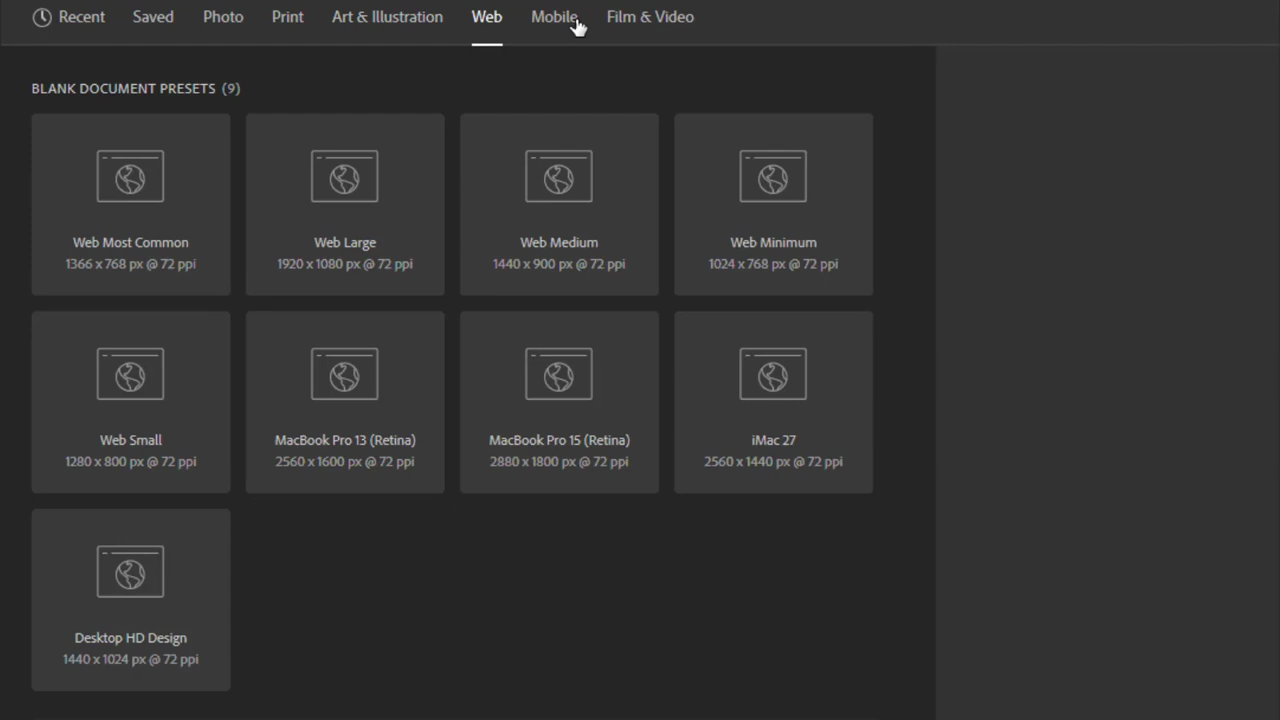 Recent Saved Photo Print Art & Illustration Web Mobile Film & Video
BLANK DOCUMENT PRESETS (9)
Web Most Common
1366 x 768 px @ 72 ppi
Web Large
1920 x 1080 px @ 72 ppi
Web Medium
1440 x 900 px @ 72 ppi
Web Minimum
1024 x 768 px @ 72 ppi
Web Small
1280 x 800 px @ 72 ppi
MacBook Pro 13 (Retina)
2560 x 1600 px @ 72 ppi
MacBook Pro 15 (Retina)
2880 x 1800 px @ 72 ppi
iMac 27
2560 x 1440 px @ 72 ppi
Desktop HD Design
1440 x 1024 px @ 72 ppi